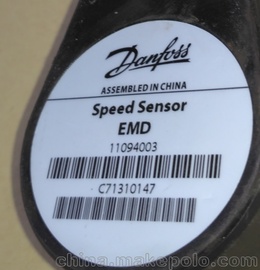 Danfoss
ASSEMBLED IN CHINA
Speed Sensor
EMD
11094003
C71310147
china.makepolo.com